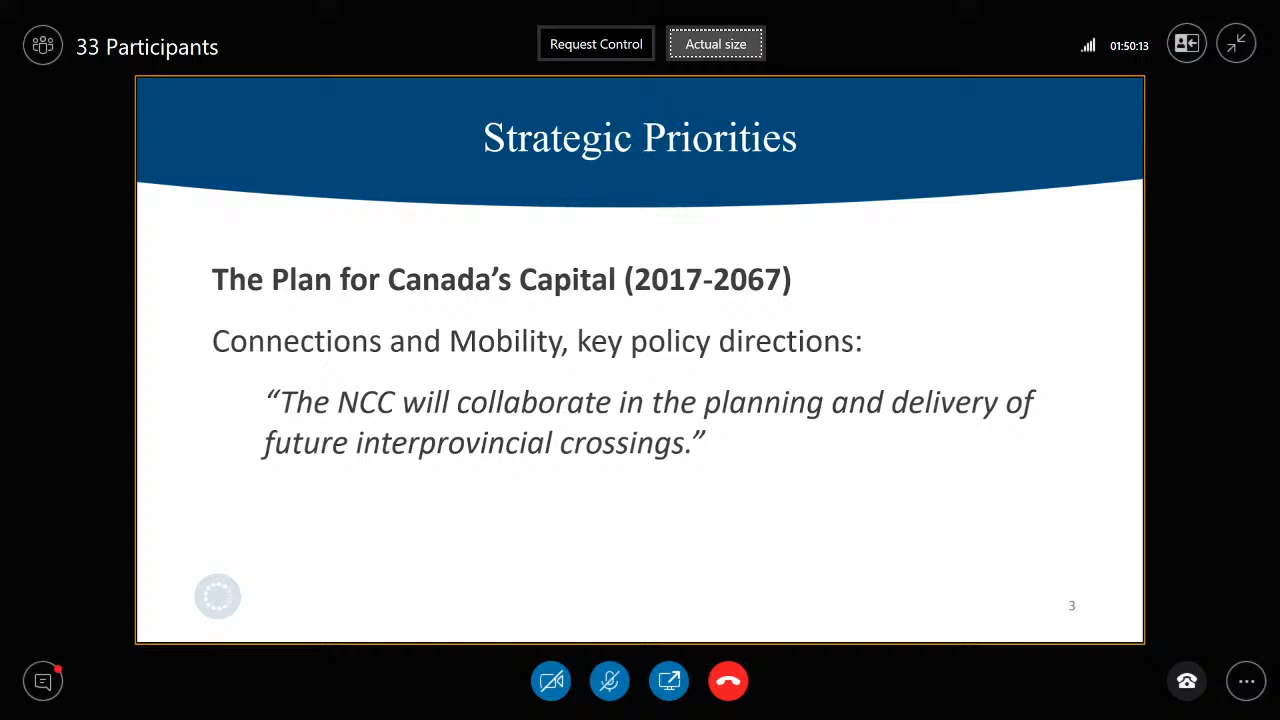 33 Participants
Request Control
Actual size
01:50:13
Strategic Priorities
The Plan for Canada’s Capital (2017-2067)
Connections and Mobility, key policy directions:
“The NCC will collaborate in the planning and delivery of
future interprovincial crossings.”
3